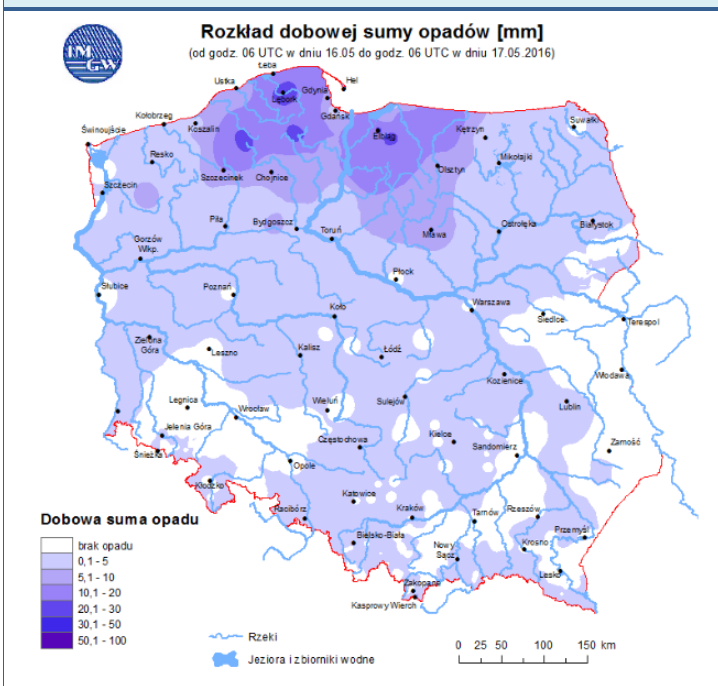 Rozkład dobowej sumy opadów [mm]
(od godz. 06 UTC w dniu 16.05 do godz. 06 UTC w dniu 17.05.2016)
IM
GW
Łeba
Ustka
Hel
Lębork
Gdynia
Gdańsk
Kołobrzeg
Koszalin
Elbląg
Kętrzyn
Suwałki
Świnoujście
Resko
Mikołajki
Szczecin
Szczecinek
Chojnice
Olsztyn
Piła
Bydgoszcz
Toruń
Mława
Ostrołęka
Białystok
Gorzów
Wlkp.
Płock
Słubice
Poznań
Koło
Warszawa
Siedlce
Terespol
Zielona
Góra
Leszno
Kalisz
Łódź
Kozienice
Włodawa
Legnica
Wrocław
Wieluń
Sulejów
Lublin
Jelenia Góra
Śnieżka
Częstochowa
Kielce
Sandomierz
Zamość
Opole
Kłodzko
Katowice
Racibórz
Kraków
Tarnów
Rzeszów
Przemyśl
Bielsko-Biała
Nowy
Sącz
Krosno
Lesko
Zakopane
Kasprowy Wierch
Dobowa suma opadu
brak opadu
0,1 - 5
5,1 - 10
10,1 - 20
20,1 - 30
30,1 - 50
50,1 - 100
Rzeki
Jeziora i zbiorniki wodne
0 25 50 100 150 km